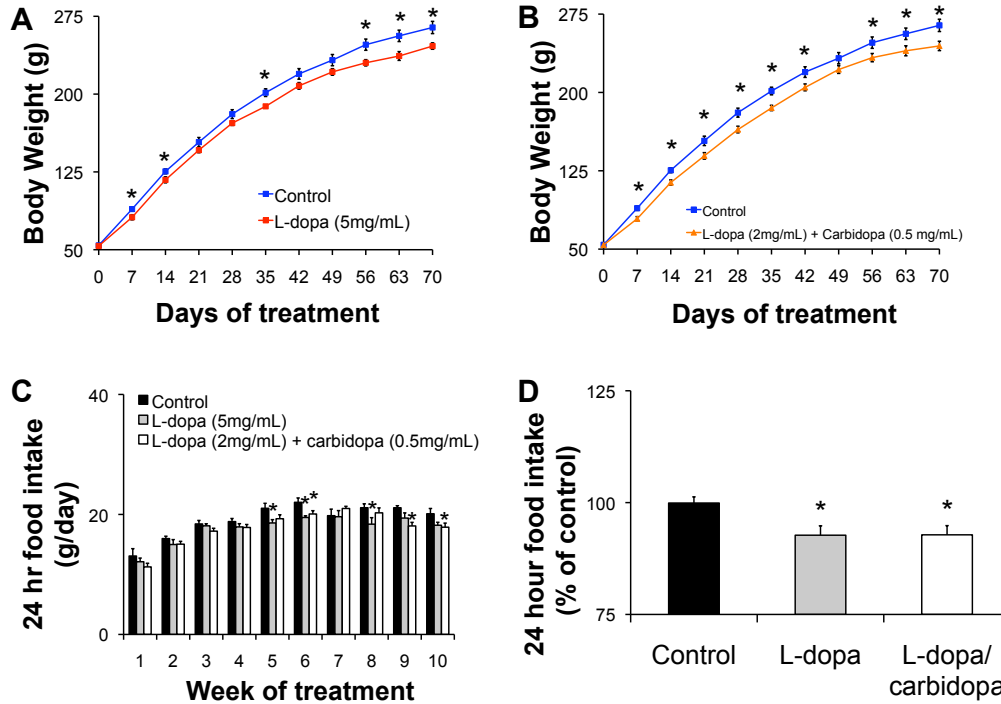 A
Body Weight (g)
275
200
125
50
* * * * * *
Control
L-dopa (5mg/mL)
0 7 14 21 28 35 42 49 56 63 70
Days of treatment
B
Body Weight (g)
275
200
125
50
* * * * * * * * *
Control
L-dopa (2mg/mL) + Carbidopa (0.5 mg/mL)
0 7 14 21 28 35 42 49 56 63 70
Days of treatment
C
24 hr food intake
(g/day)
40
20
0
Control
L-dopa (5mg/mL)
L-dopa (2mg/mL) + carbidopa (0.5mg/mL)
* * * * * *
1 2 3 4 5 6 7 8 9 10
Week of treatment
D
24 hour food intake
(% of control)
125
100
75
* *
Control L-dopa L-dopa/
carbidopa